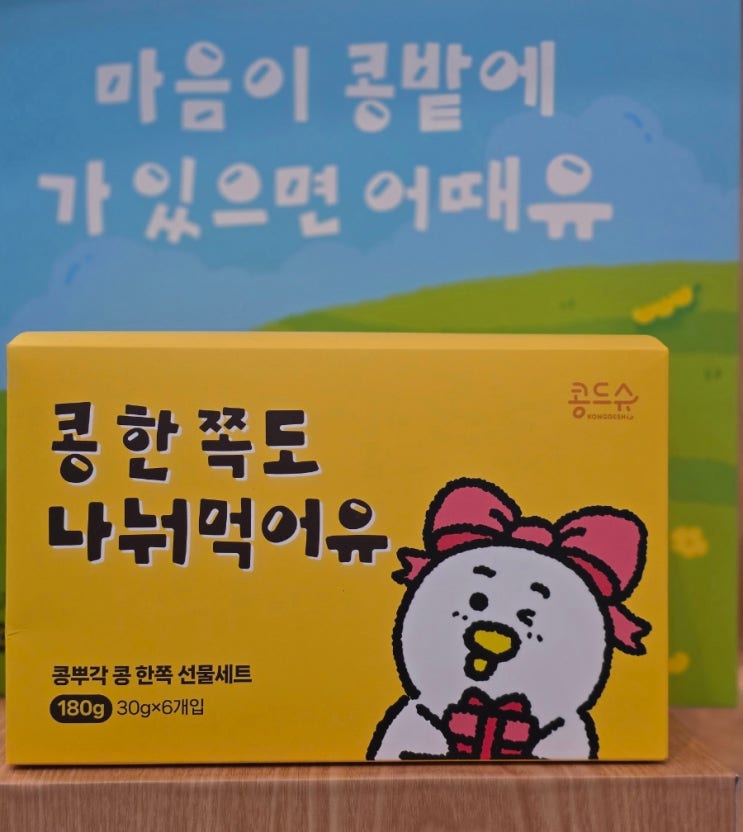 마음이 콩밭에
가 있으면 어때유
콩드슈
KONGDESHU
콩 한 쪽도
나눠먹어유
콩뿌각 콩 한쪽 선물세트
180g 30g×6개입